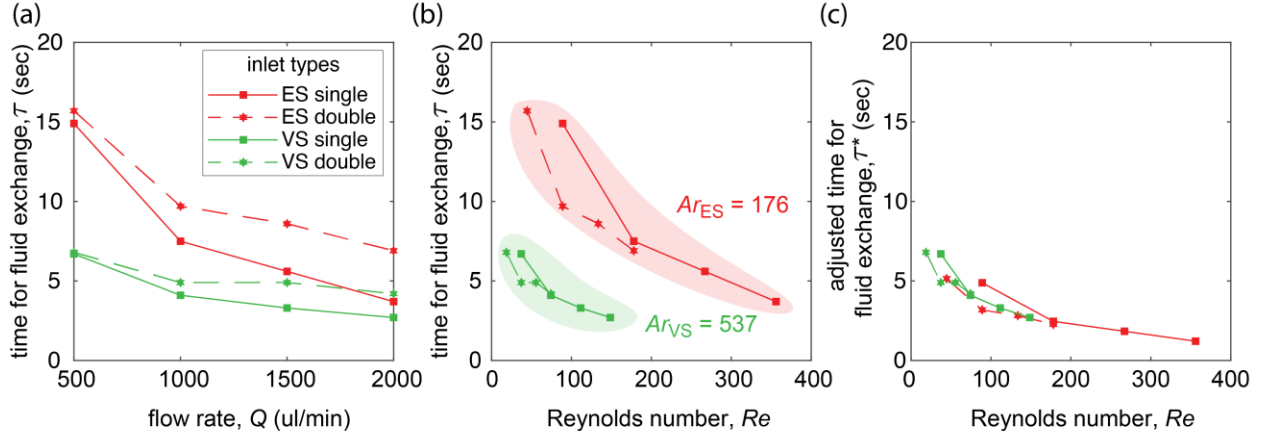 (a)
time for fluid exchange, τ (sec)
20
15
10
5
0
500
1000
1500
2000
flow rate, Q (ul/min)
inlet types
ES single
ES double
VS single
VS double
(b)
time for fluid exchange, τ (sec)
20
15
10
5
0
0
100
200
300
400
Reynolds number, Re
ArES = 176
ArVS = 537
(c)
adjusted time for
fluid exchange, τ* (sec)
20
15
10
5
0
0
100
200
300
400
Reynolds number, Re